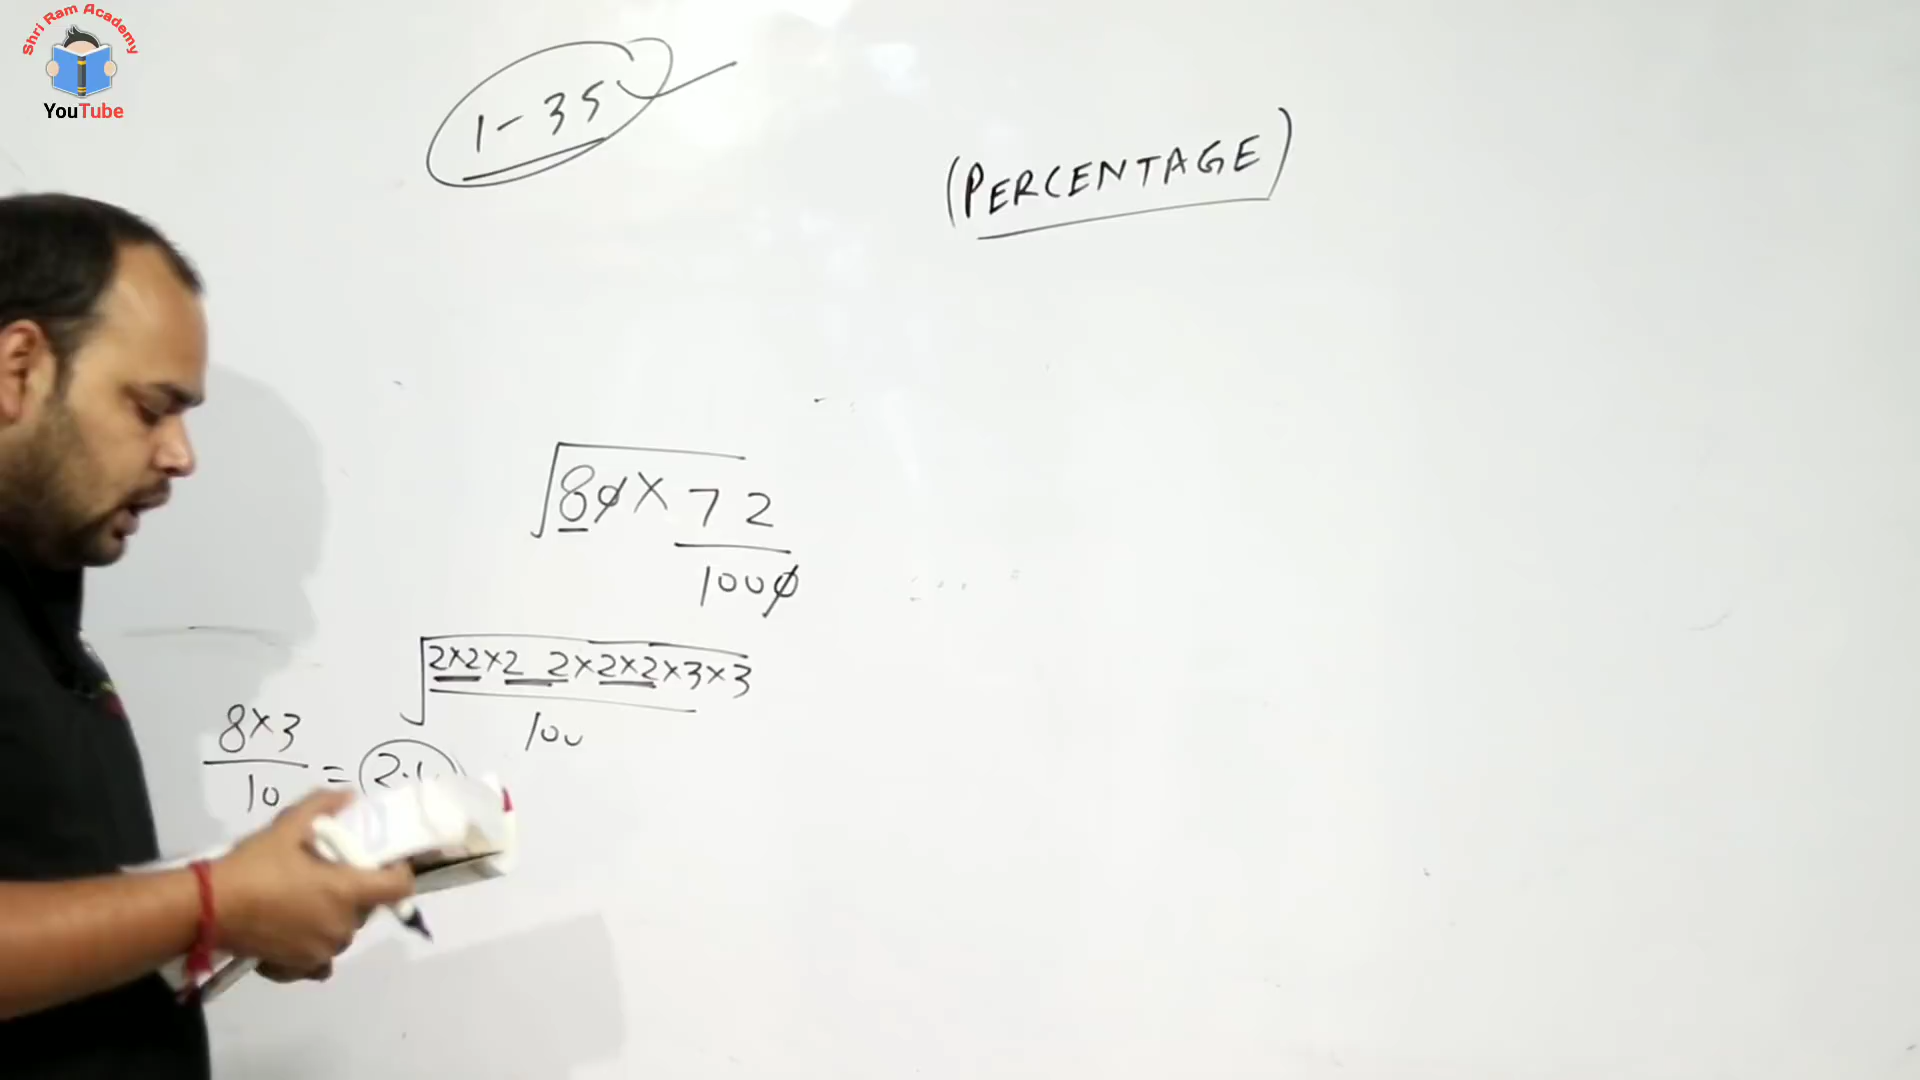 Shri Ram Academy
YouTube
1-35
(PERCENTAGE)
√80×72
1000
√2×2×2 2×2×2×3×3
100
8×3
10
=